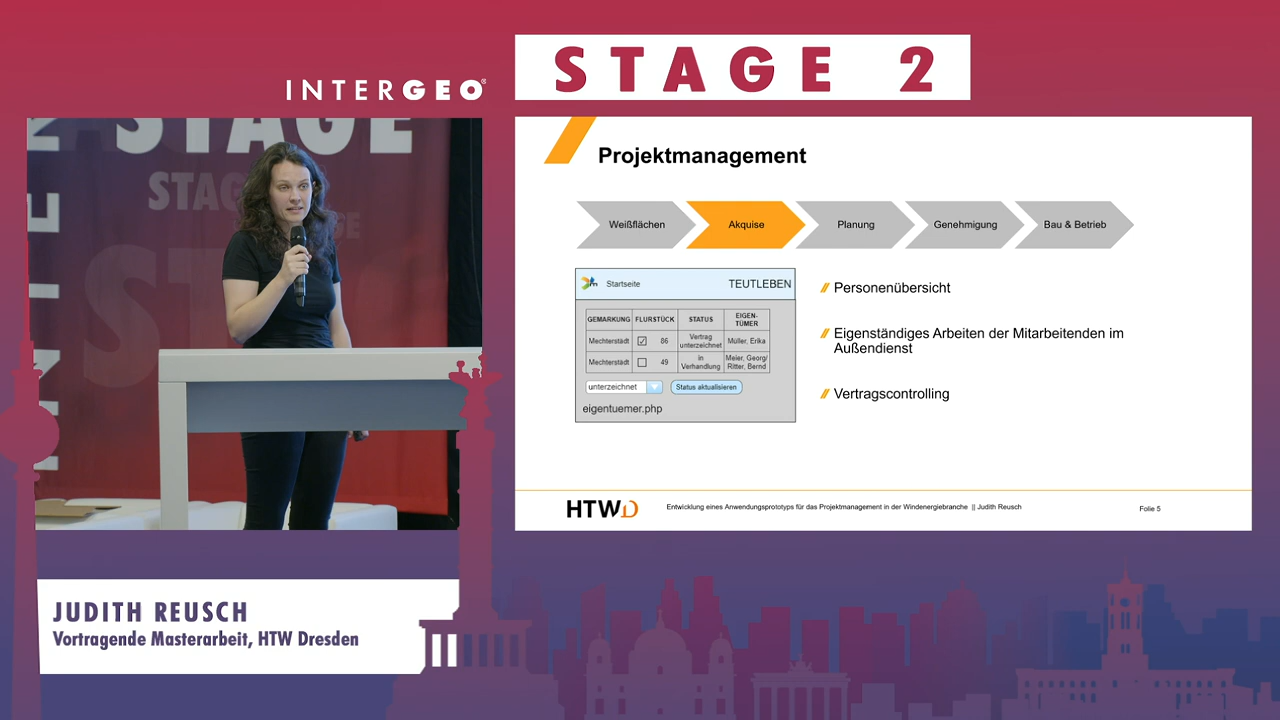 STAGE 2
INTERGEO®
STAGE
STAGE
Projektmanagement
Weißflächen
Akquise
Planung
Genehmigung
Bau & Betrieb
Startseite
TEUTLEBEN
GEMARKUNG FLURSTÜCK STATUS EIGEN-
TÜMER
Mechterstädt 86 Vertrag
unterzeichnet Müller, Erika
Mechterstädt 49 in
Verhandlung Meier, Georg/
Ritter, Bernd
unterzeichnet Status aktualisieren
eigentuemer.php
Personenübersicht
Eigenständiges Arbeiten der Mitarbeitenden im
Außendienst
Vertragscontrolling
HTWD
Entwicklung eines Anwendungsprototyps für das Projektmanagement in der Windenergiebranche || Judith Reusch
Folie 5
JUDITH REUSCH
Vortragende Masterarbeit, HTW Dresden